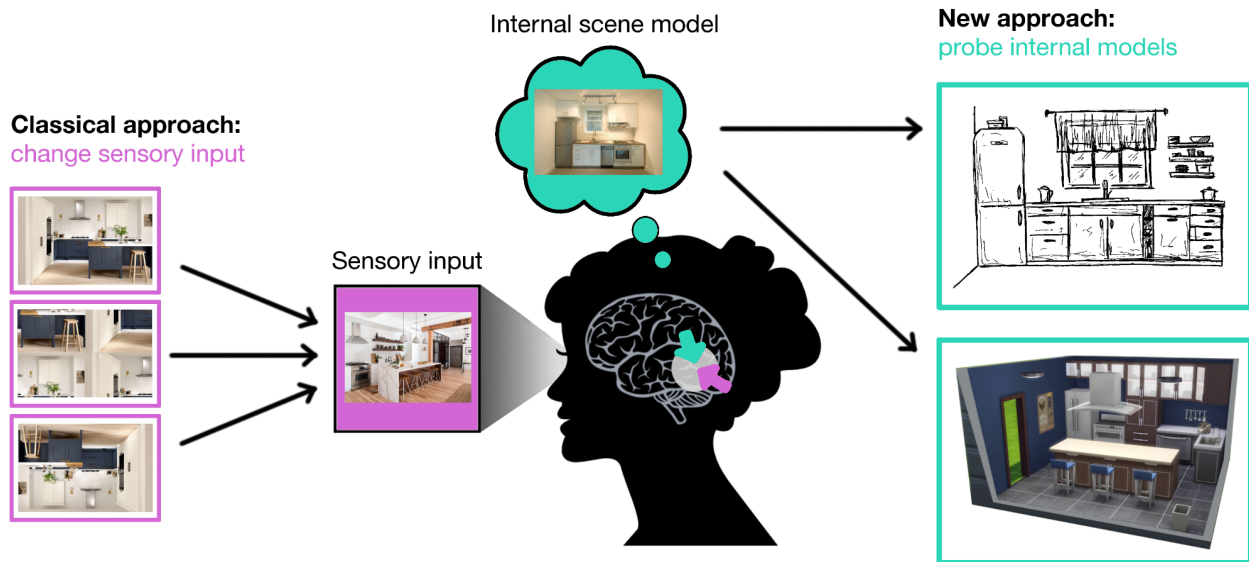 Classical approach:
change sensory input
Sensory input
Internal scene model
New approach:
probe internal models